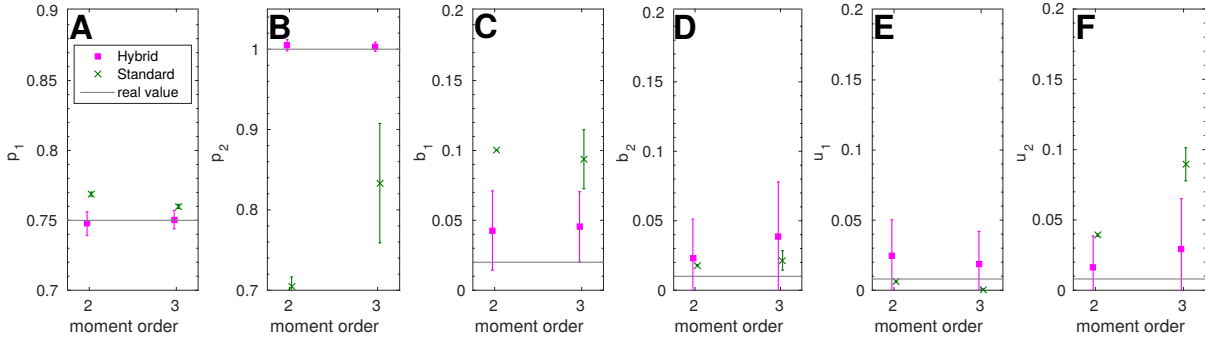 A
0.9
0.85
0.8
0.75
0.7
p1
2
3
moment order
Hybrid
Standard
real value
B
1
0.9
0.8
0.7
p2
2
3
moment order
C
0.2
0.15
0.1
0.05
0
b1
2
3
moment order
D
0.2
0.15
0.1
0.05
0
b2
2
3
moment order
E
0.2
0.15
0.1
0.05
0
u1
2
3
moment order
F
0.2
0.15
0.1
0.05
0
u2
2
3
moment order